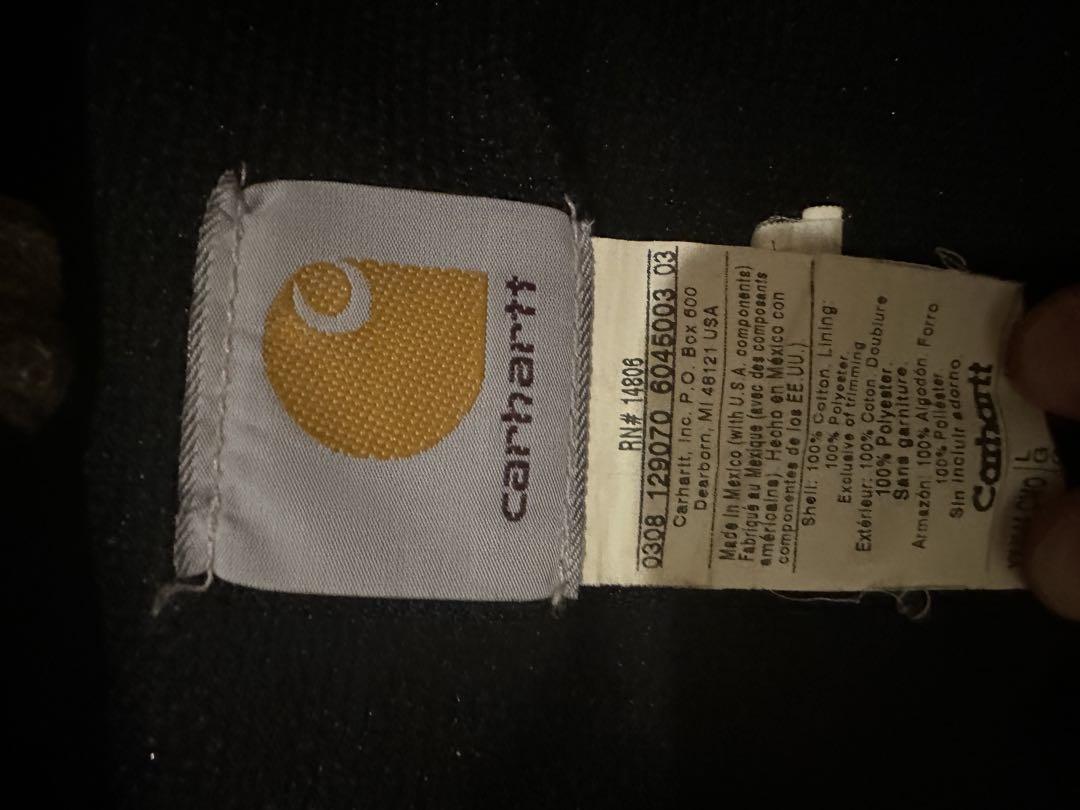 carhartt
RN# 14806
0308 129070 6045003 03
Carhartt, Inc. P.O. Box 600
Dearborn, MI 48121 USA
Made in Mexico (with U.S.A. components)
Fabriqué au Mexique (avec des composants
américains). Hecho en México con
componentes de los EE.UU.)
Shell: 100% Cotton, Lining:
100% Polyester.
Exclusive of trimming
Extérieur: 100% Coton Doublure
100% Polyester.
Sans garniture.
Armazón: 100% Algodón Forro
100% Poliéster
Sin incluir adorno
Carhartt
L
G